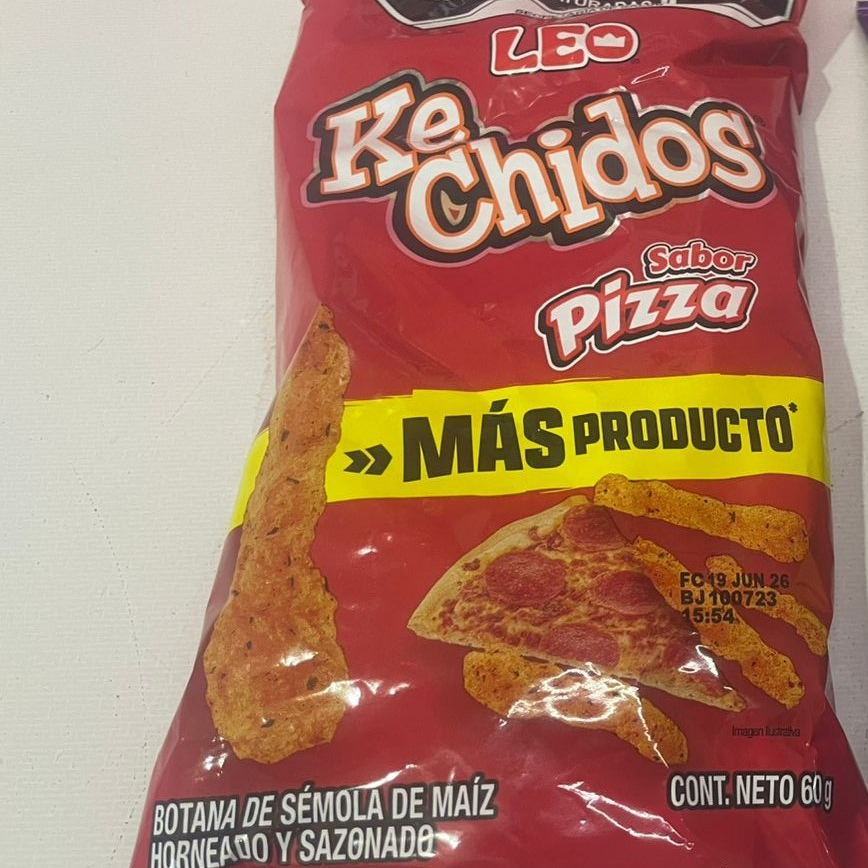 LEO
Ke
Chidos
Sabor
Pizza
» MÁS PRODUCTO*
FC 19 JUN 26
BJ 100723
15:54
Imagen ilustrativa
CONT. NETO 60 g
BOTANA DE SÉMOLA DE MAÍZ
HORNEADO Y SAZONADO